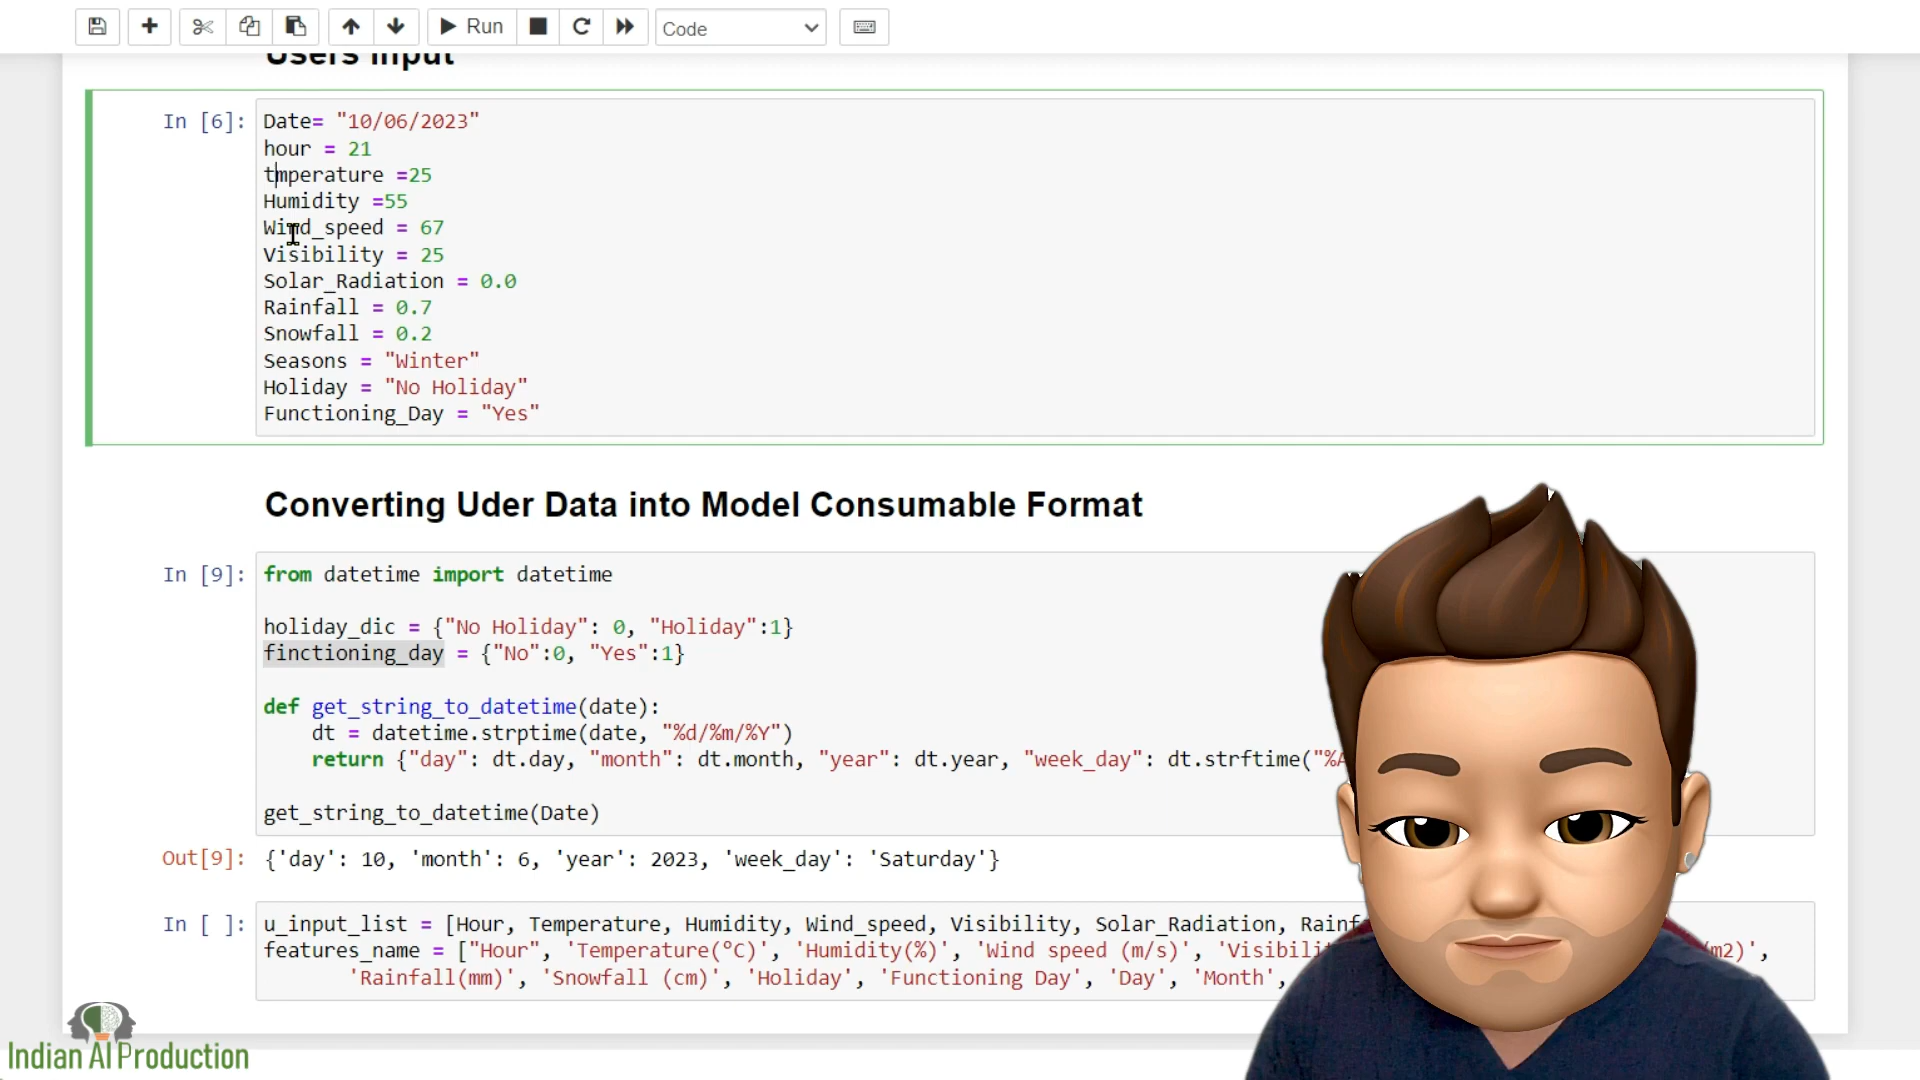 Run
Code
Users Input
In [6]:
Date= "10/06/2023"
hour = 21
tmperature =25
Humidity =55
Wind_speed = 67
Visibility = 25
Solar_Radiation = 0.0
Rainfall = 0.7
Snowfall = 0.2
Seasons = "Winter"
Holiday = "No Holiday"
Functioning_Day = "Yes"
Converting Uder Data into Model Consumable Format
In [9]:
from datetime import datetime
holiday_dic = {"No Holiday": 0, "Holiday":1}
finctioning_day = {"No":0, "Yes":1}
def get_string_to_datetime(date):
dt = datetime.strptime(date, "%d/%m/%Y")
return {"day": dt.day, "month": dt.month, "year": dt.year, "week_day": dt.strftime("%A
get_string_to_datetime(Date)
Out[9]:
{'day': 10, 'month': 6, 'year': 2023, 'week_day': 'Saturday'}
In [ ]:
u_input_list = [Hour, Temperature, Humidity, Wind_speed, Visibility, Solar_Radiation, Rainf
features_name = ["Hour", 'Temperature(°C)', 'Humidity(%)', 'Wind speed (m/s)', 'Visibili m2)',
'Rainfall(mm)', 'Snowfall (cm)', 'Holiday', 'Functioning Day', 'Day', 'Month',
Indian AI Production